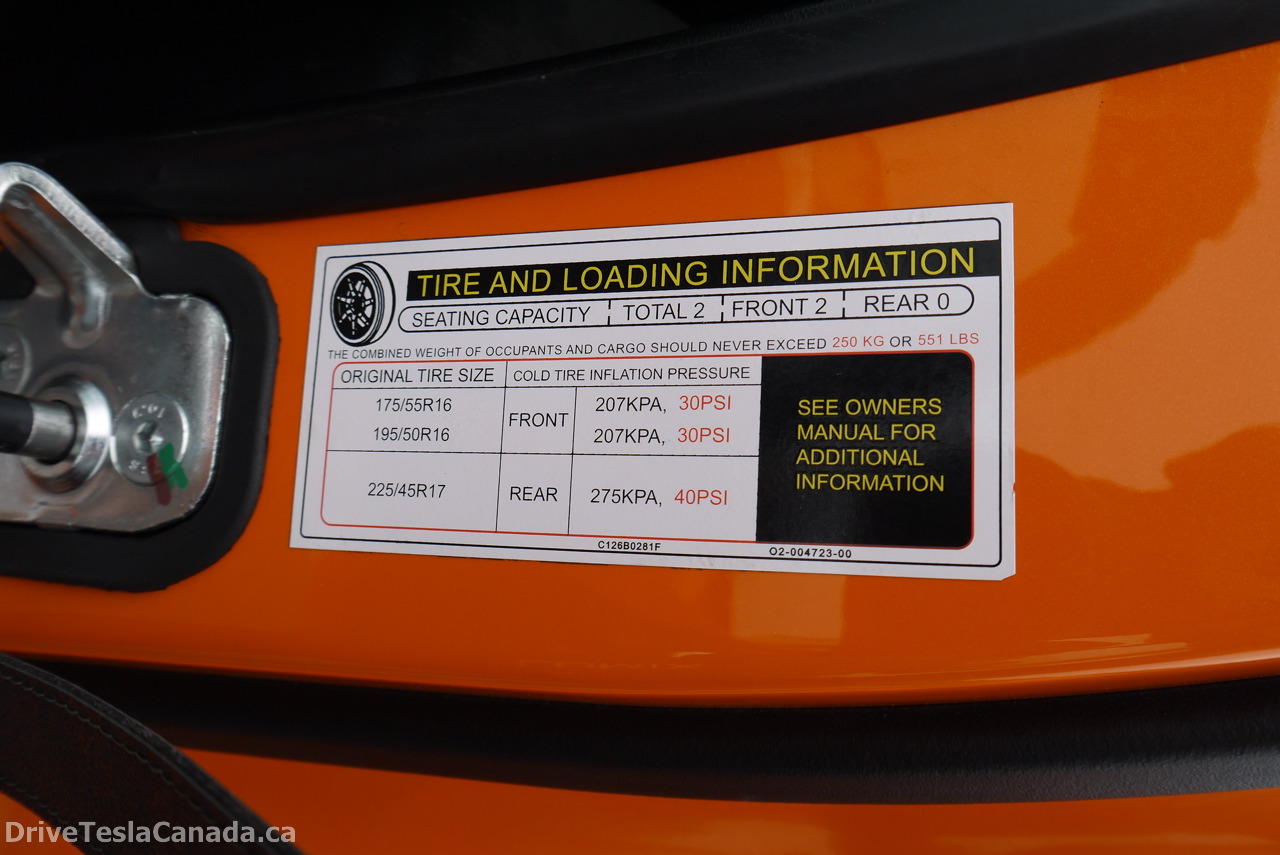 TIRE AND LOADING INFORMATION
SEATING CAPACITY TOTAL 2 FRONT 2 REAR 0
THE COMBINED WEIGHT OF OCCUPANTS AND CARGO SHOULD NEVER EXCEED 250 KG OR 551 LBS
ORIGINAL TIRE SIZE COLD TIRE INFLATION PRESSURE
175/55R16 207KPA, 30PSI
FRONT
195/50R16 207KPA, 30PSI
225/45R17 REAR 275KPA, 40PSI
SEE OWNERS
MANUAL FOR
ADDITIONAL
INFORMATION
C126B0281F O2-004723-00
DriveTeslaCanada.ca